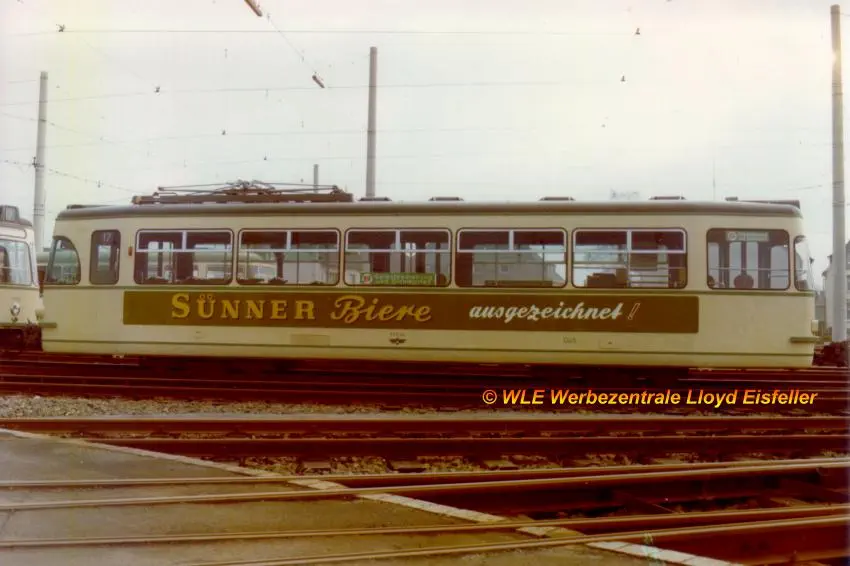 17
SÜNNER Biere ausgezeichnet!
© WLE Werbezentrale Lloyd Eisfeller